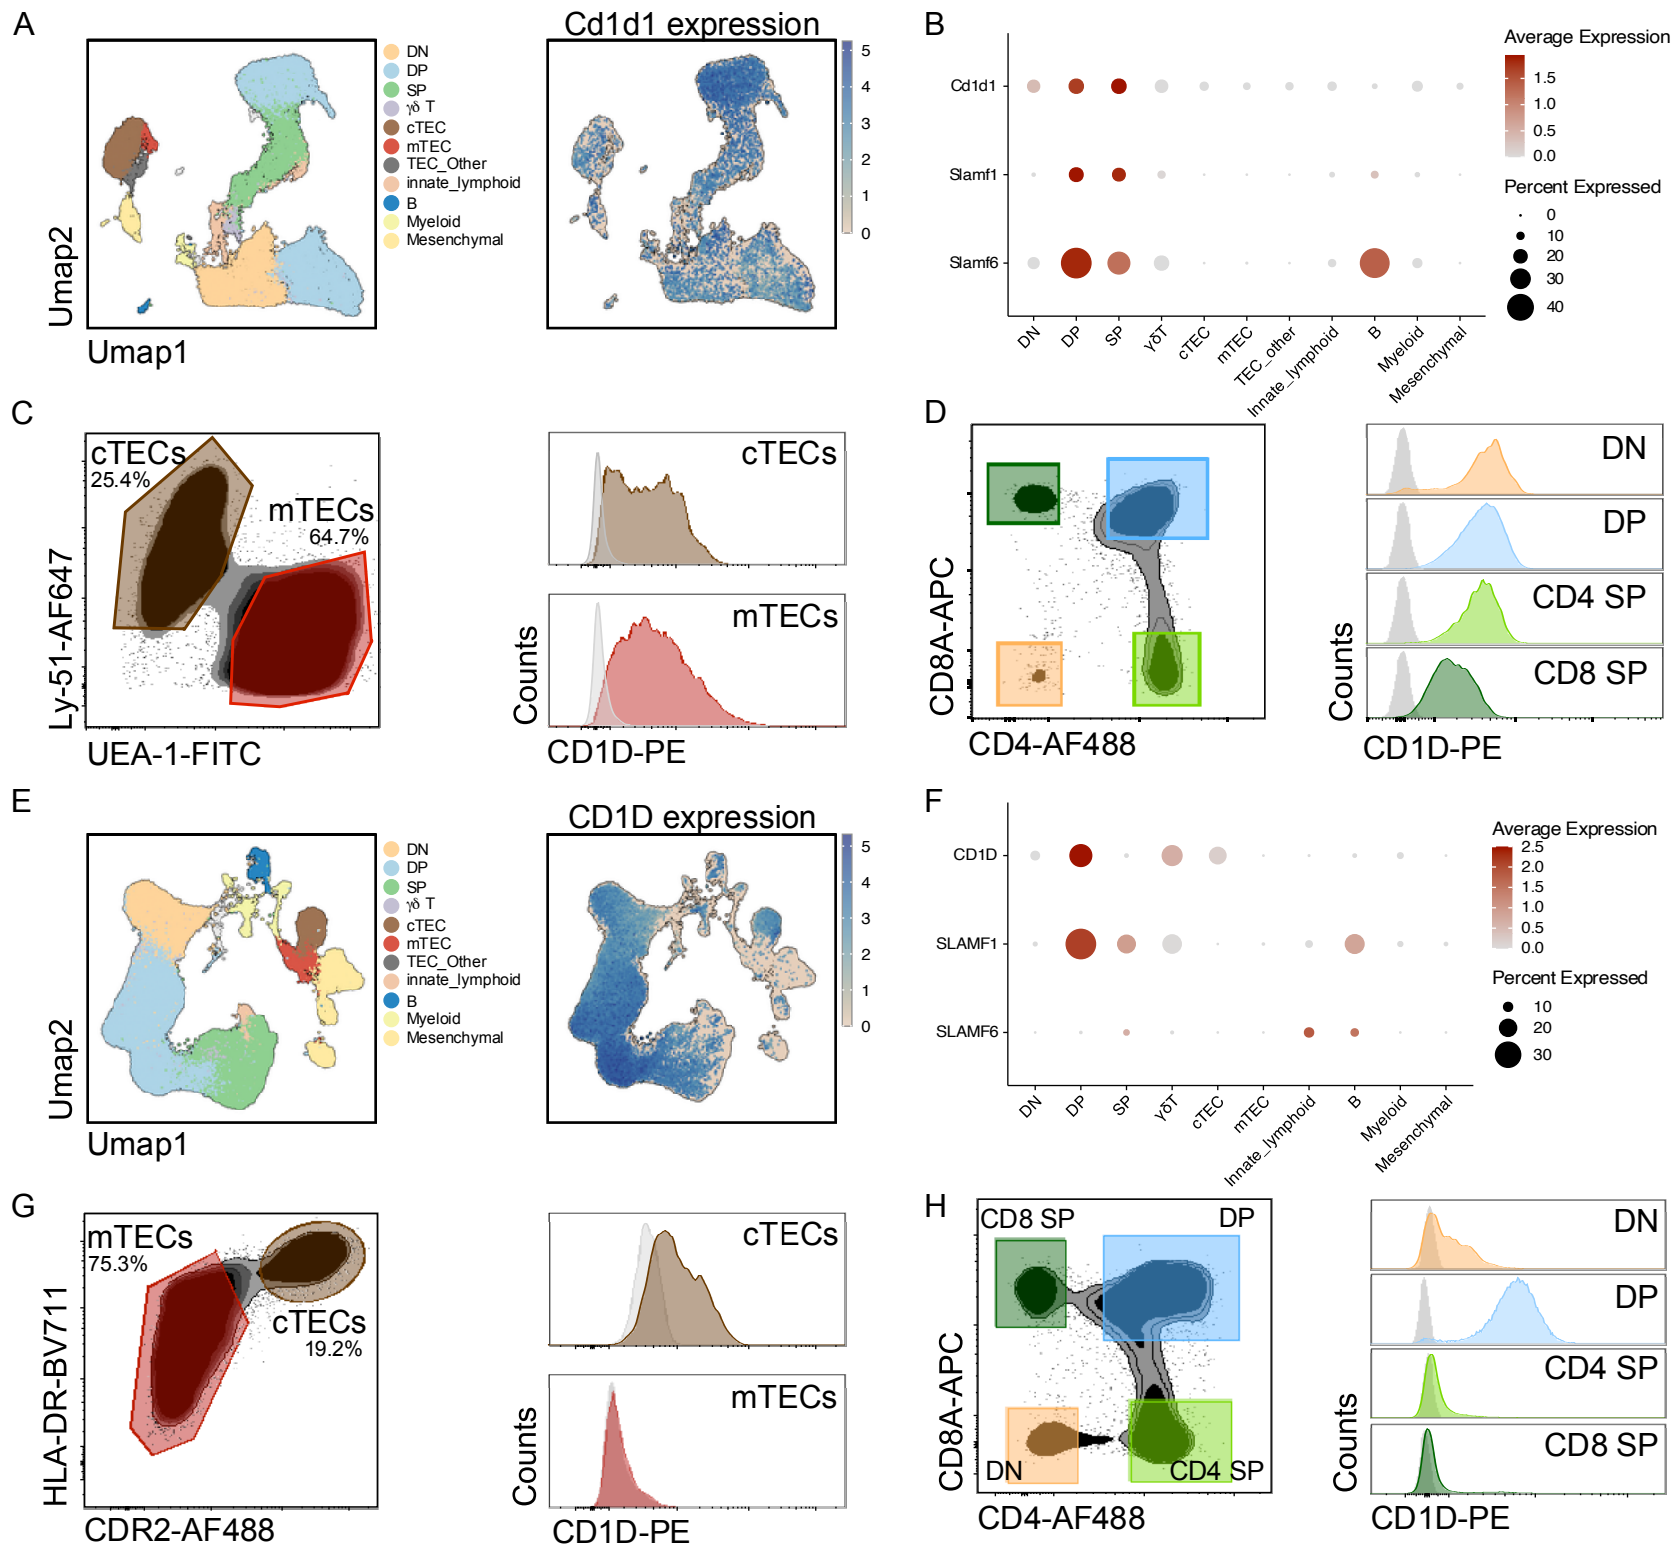 A
Cd1d1 expression
DN
DP
SP
γδ T
cTEC
mTEC
TEC_Other
innate_lymphoid
B
Myeloid
Mesenchymal
5
4
3
2
1
0
Umap2
Umap1
B
Cd1d1
Slamf1
Slamf6
DN
DP
SP
γδT
cTEC
mTEC
TEC_other
Innate_lymphoid
B
Myeloid
Mesenchymal
Average Expression
1.5
1.0
0.5
0.0
Percent Expressed
0
10
20
30
40
C
cTECs
25.4%
mTECs
64.7%
Ly-51-AF647
UEA-1-FITC
cTECs
mTECs
Counts
CD1D-PE
D
CD8A-APC
CD4-AF488
DN
DP
CD4 SP
CD8 SP
Counts
CD1D-PE
E
CD1D expression
DN
DP
SP
γδ T
cTEC
mTEC
TEC_Other
innate_lymphoid
B
Myeloid
Mesenchymal
5
4
3
2
1
0
Umap2
Umap1
F
CD1D
SLAMF1
SLAMF6
DN
DP
SP
γδT
cTEC
mTEC
Innate_lymphoid
B
Myeloid
Mesenchymal
Average Expression
2.5
2.0
1.5
1.0
0.5
0.0
Percent Expressed
10
20
30
G
mTECs
75.3%
cTECs
19.2%
HLA-DR-BV711
CDR2-AF488
cTECs
mTECs
Counts
CD1D-PE
H
CD8 SP
DP
DN
CD4 SP
CD8A-APC
CD4-AF488
DN
DP
CD4 SP
CD8 SP
Counts
CD1D-PE